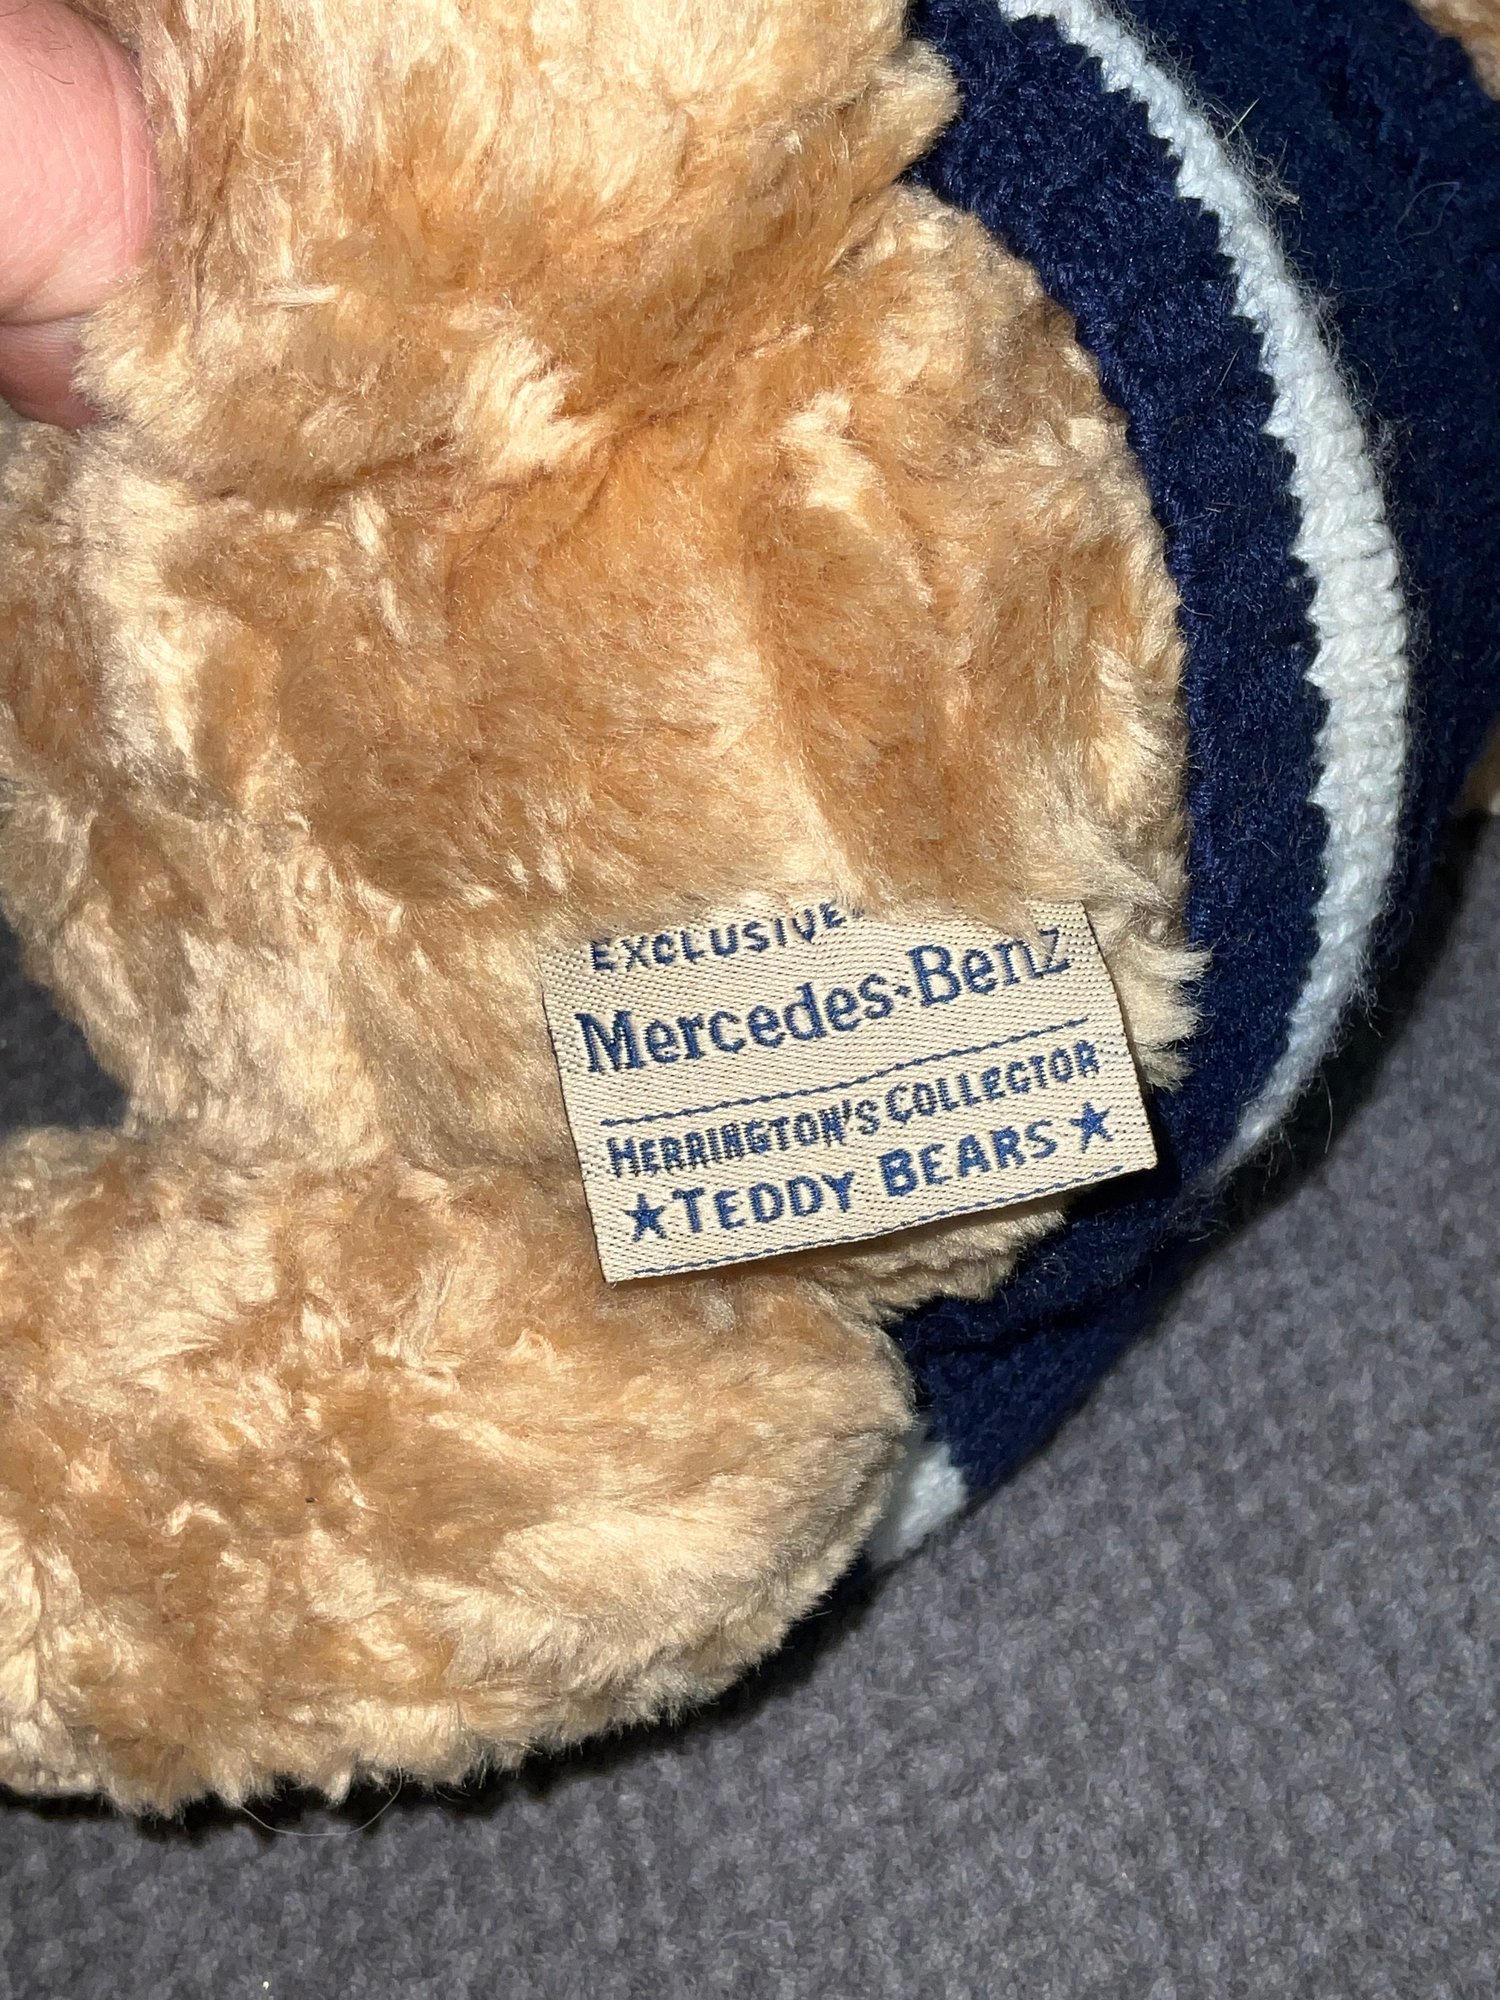 EXCLUSIVE
Mercedes-Benz
HERRINGTON'S COLLECTOR
★TEDDY BEARS★